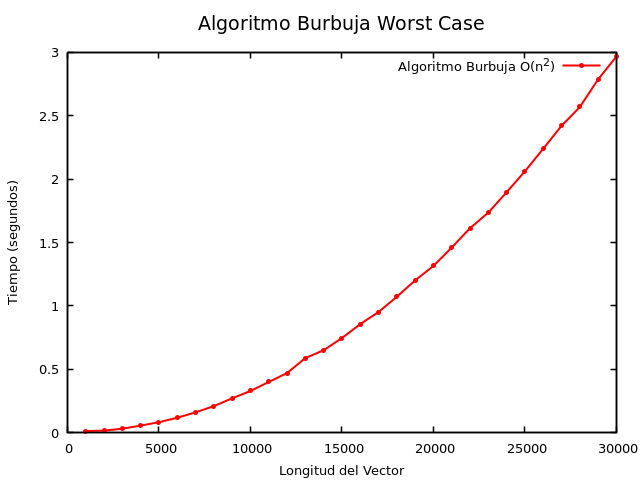 Algoritmo Burbuja Worst Case
Algoritmo Burbuja O(n²)
3
2.5
2
1.5
1
0.5
0
Tiempo (segundos)
0 5000 10000 15000 20000 25000 30000
Longitud del Vector